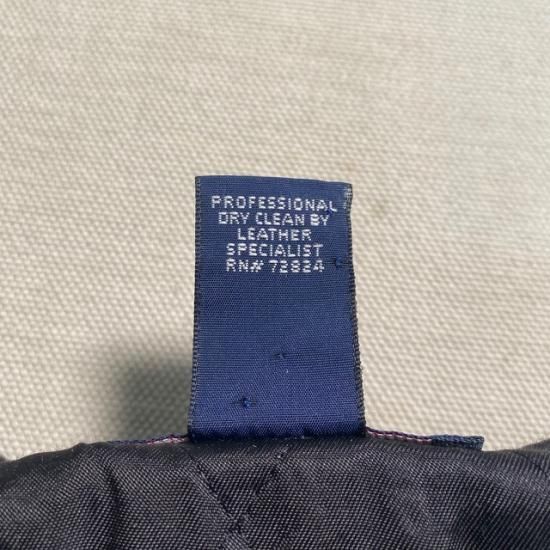 PROFESSIONAL
DRY CLEAN BY
LEATHER
SPECIALIST
RN# 72824